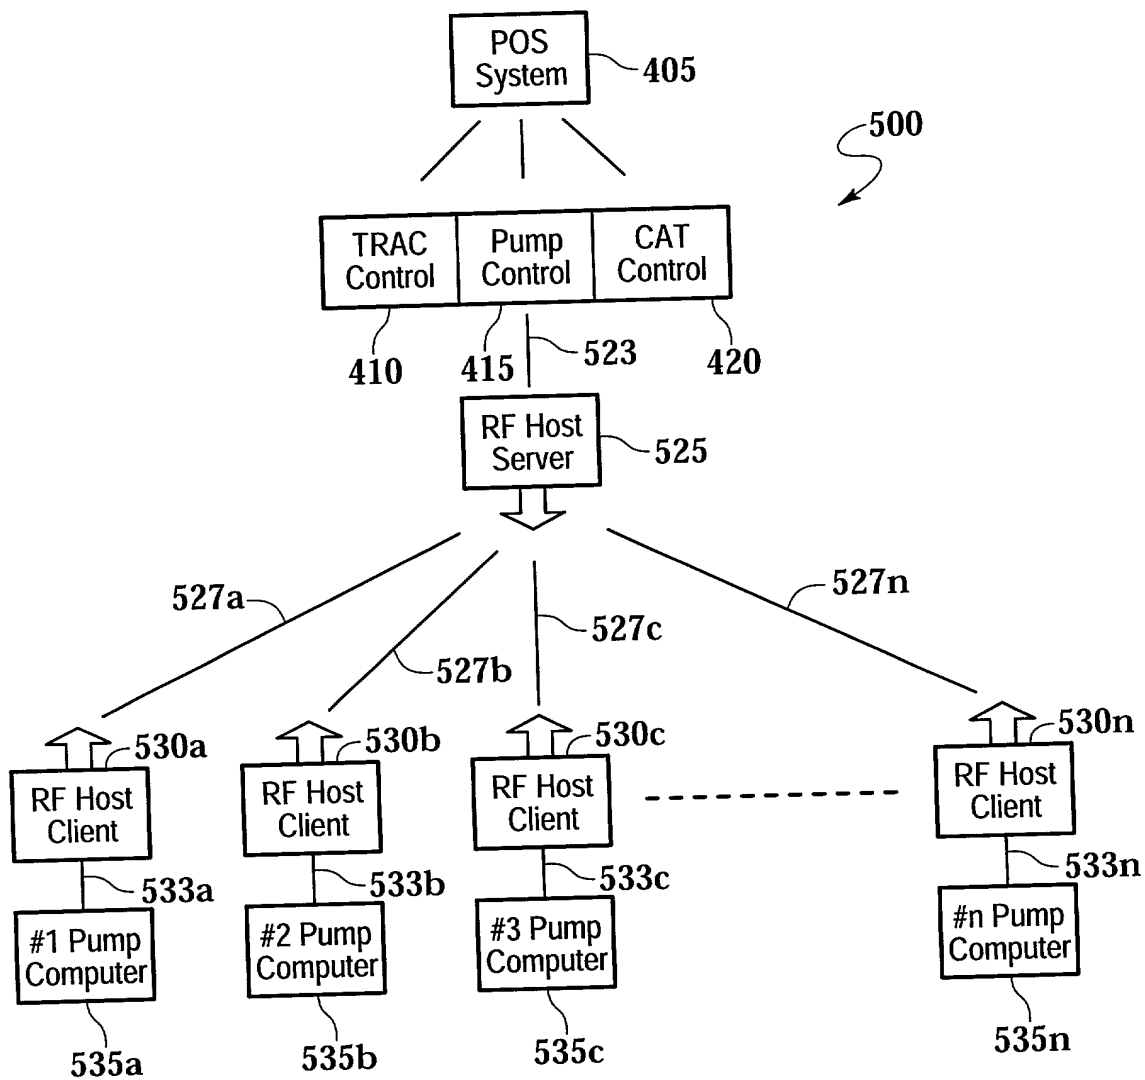 POS
System
405
500
TRAC
Control
Pump
Control
CAT
Control
410
415
523
420
RF Host
Server
525
527a
527b
527c
527n
530a
530b
530c
530n
RF Host
Client
RF Host
Client
RF Host
Client
RF Host
Client
533a
533b
533c
533n
#1 Pump
Computer
#2 Pump
Computer
#3 Pump
Computer
#n Pump
Computer
535a
535b
535c
535n